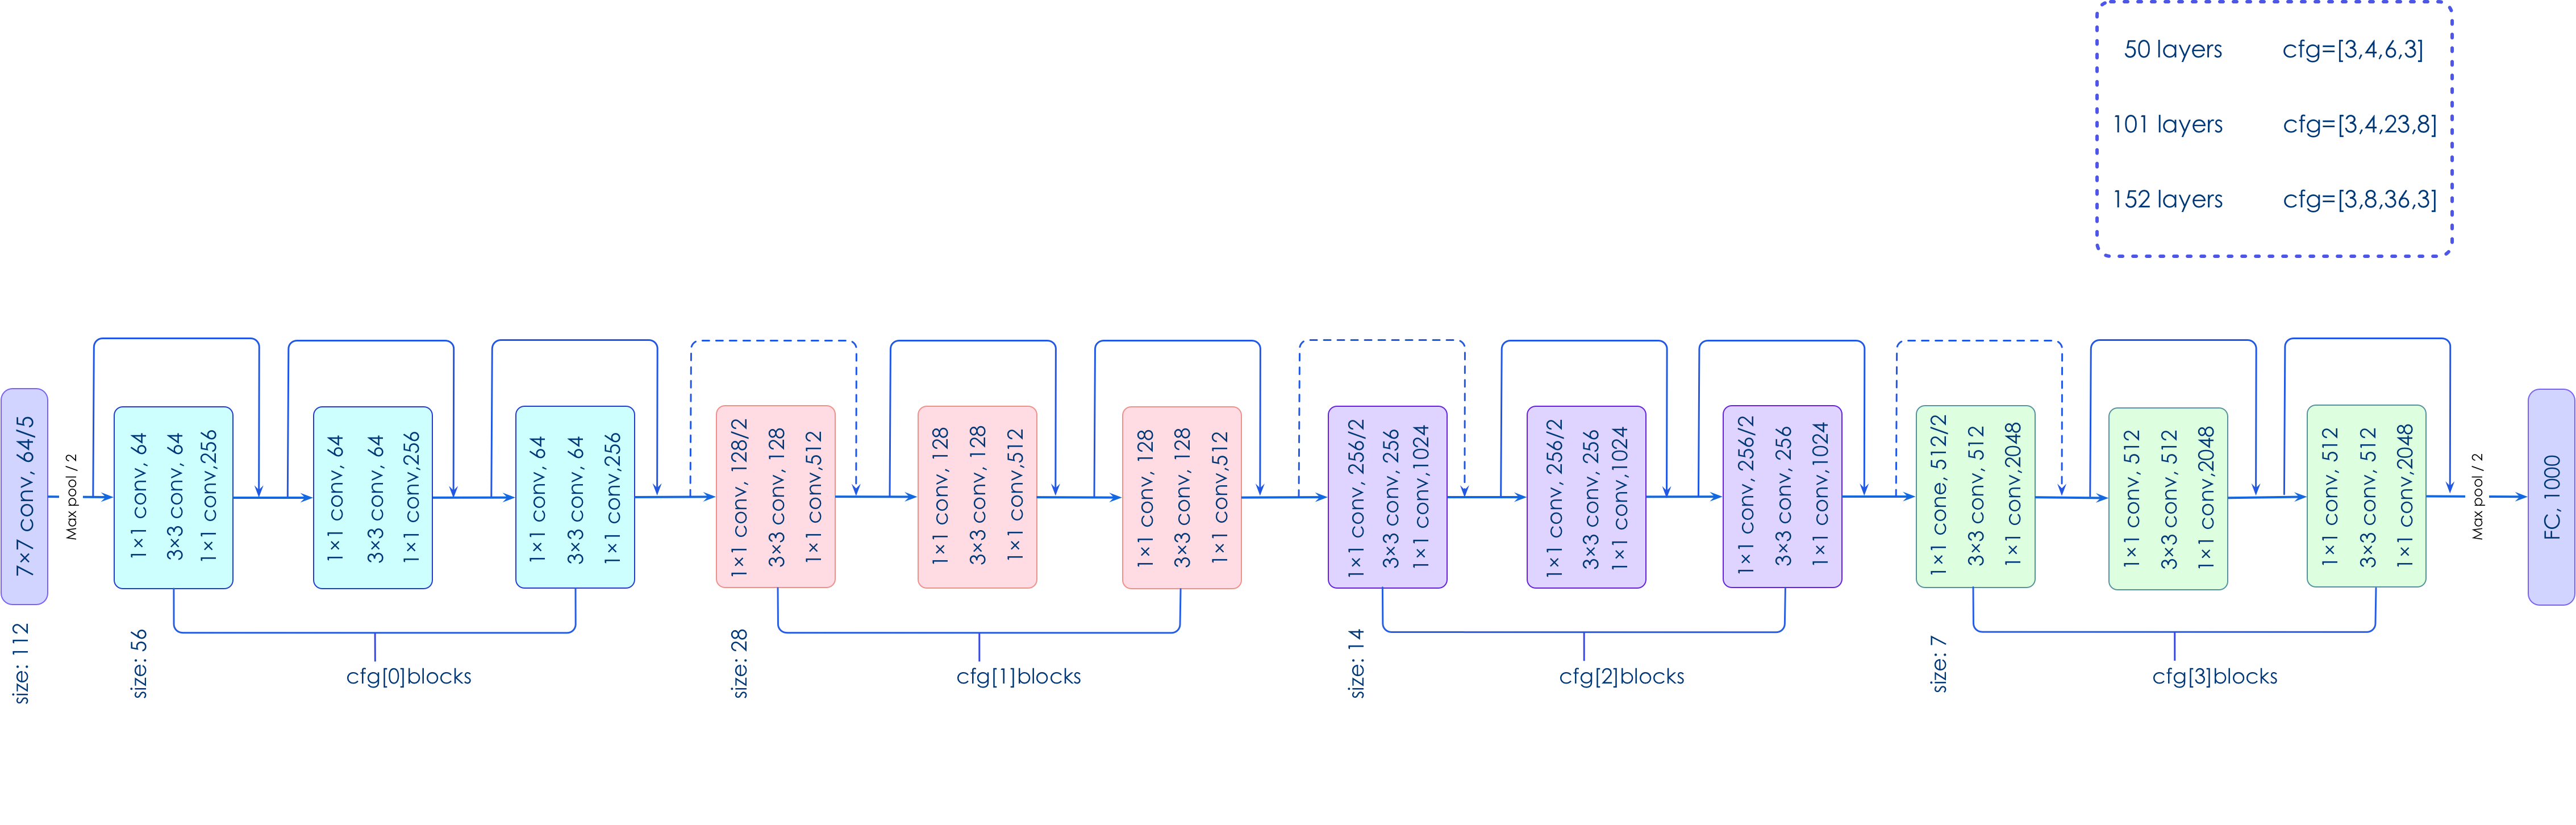 50 layers cfg=[3,4,6,3]
101 layers cfg=[3,4,23,8]
152 layers cfg=[3,8,36,3]
7×7 conv, 64/5
Max pool / 2
1×1 conv, 64
3×3 conv, 64
1×1 conv,256
1×1 conv, 64
3×3 conv, 64
1×1 conv,256
1×1 conv, 64
3×3 conv, 64
1×1 conv,256
1×1 conv, 128/2
3×3 conv, 128
1×1 conv,512
1×1 conv, 128
3×3 conv, 128
1×1 conv,512
1×1 conv, 128
3×3 conv, 128
1×1 conv,512
1×1 conv, 256/2
3×3 conv, 256
1×1 conv,1024
1×1 conv, 256/2
3×3 conv, 256
1×1 conv,1024
1×1 conv, 256/2
3×3 conv, 256
1×1 conv,1024
1×1 cone, 512/2
3×3 conv, 512
1×1 conv,2048
1×1 conv, 512
3×3 conv, 512
1×1 conv,2048
1×1 conv, 512
3×3 conv, 512
1×1 conv,2048
Max pool / 2
FC, 1000
size: 112
size: 56
cfg[0]blocks
size: 28
cfg[1]blocks
size: 14
cfg[2]blocks
size: 7
cfg[3]blocks